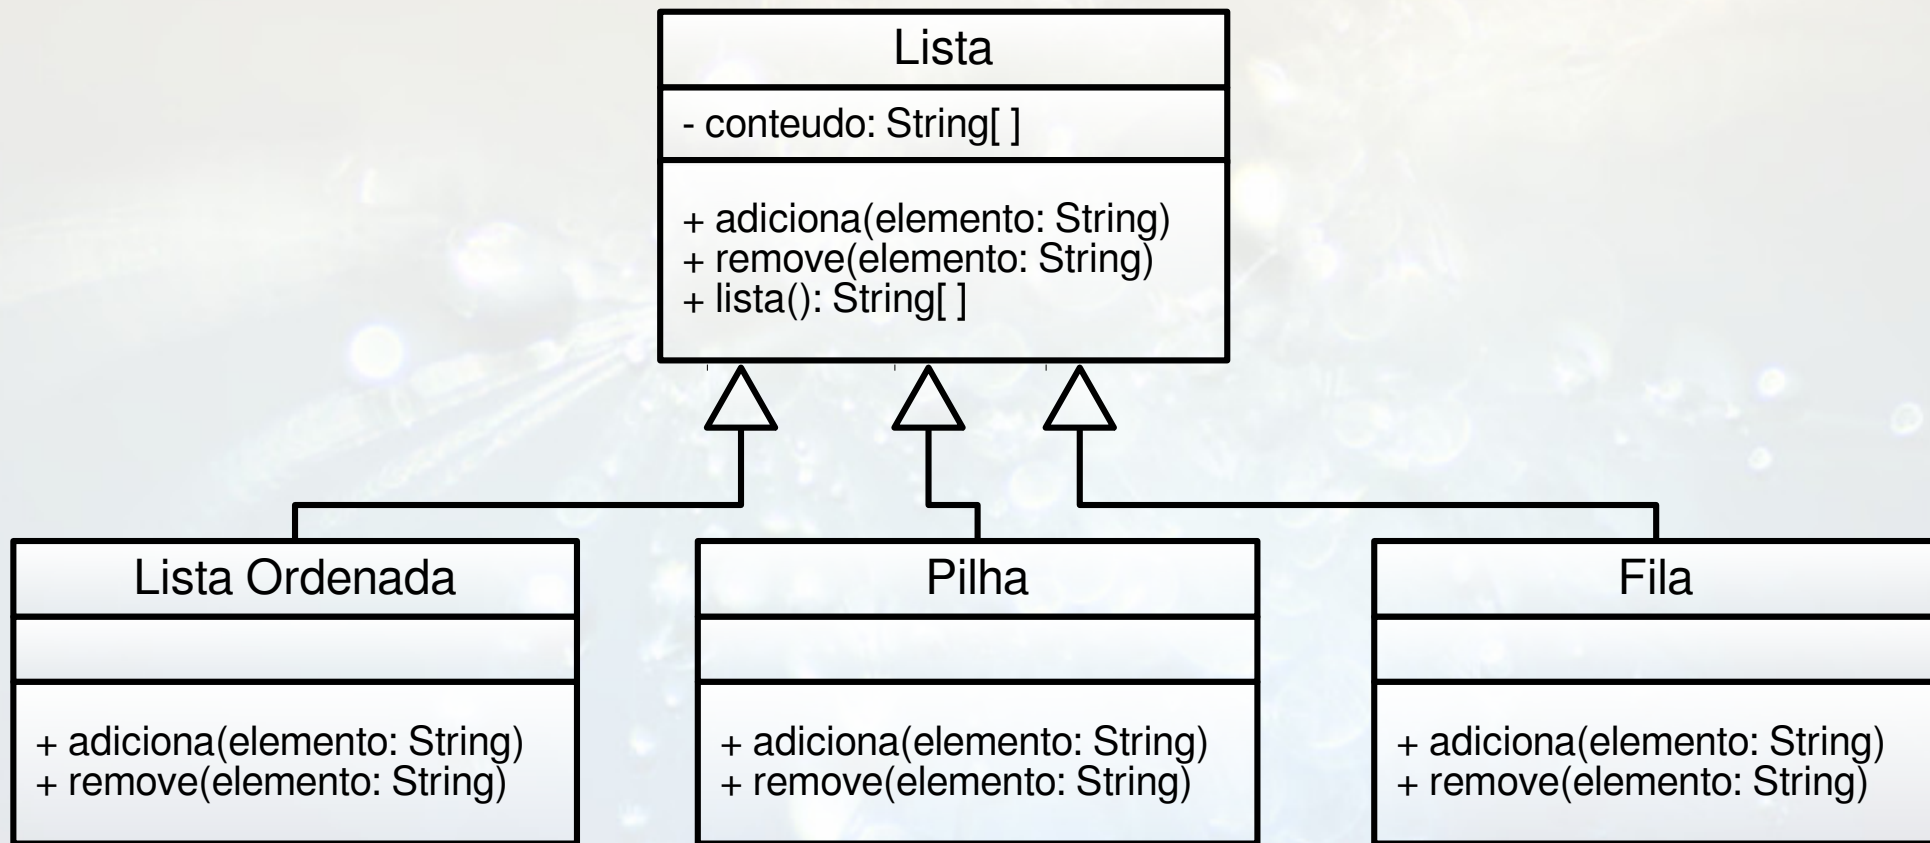 Lista
- conteudo: String[ ]
+ adiciona(elemento: String)
+ remove(elemento: String)
+ lista(): String[ ]
Lista Ordenada
+ adiciona(elemento: String)
+ remove(elemento: String)
Pilha
+ adiciona(elemento: String)
+ remove(elemento: String)
Fila
+ adiciona(elemento: String)
+ remove(elemento: String)